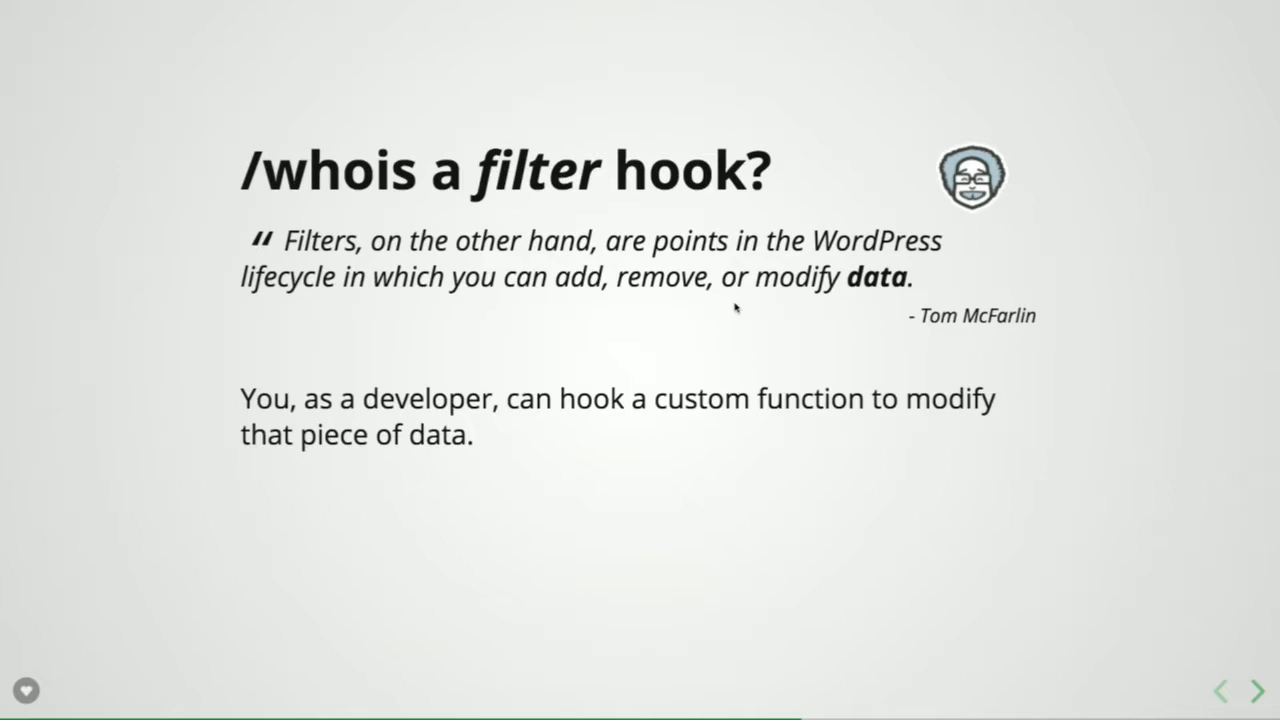 /whois a filter hook?
“ Filters, on the other hand, are points in the WordPress
lifecycle in which you can add, remove, or modify data.
- Tom McFarlin
You, as a developer, can hook a custom function to modify
that piece of data.